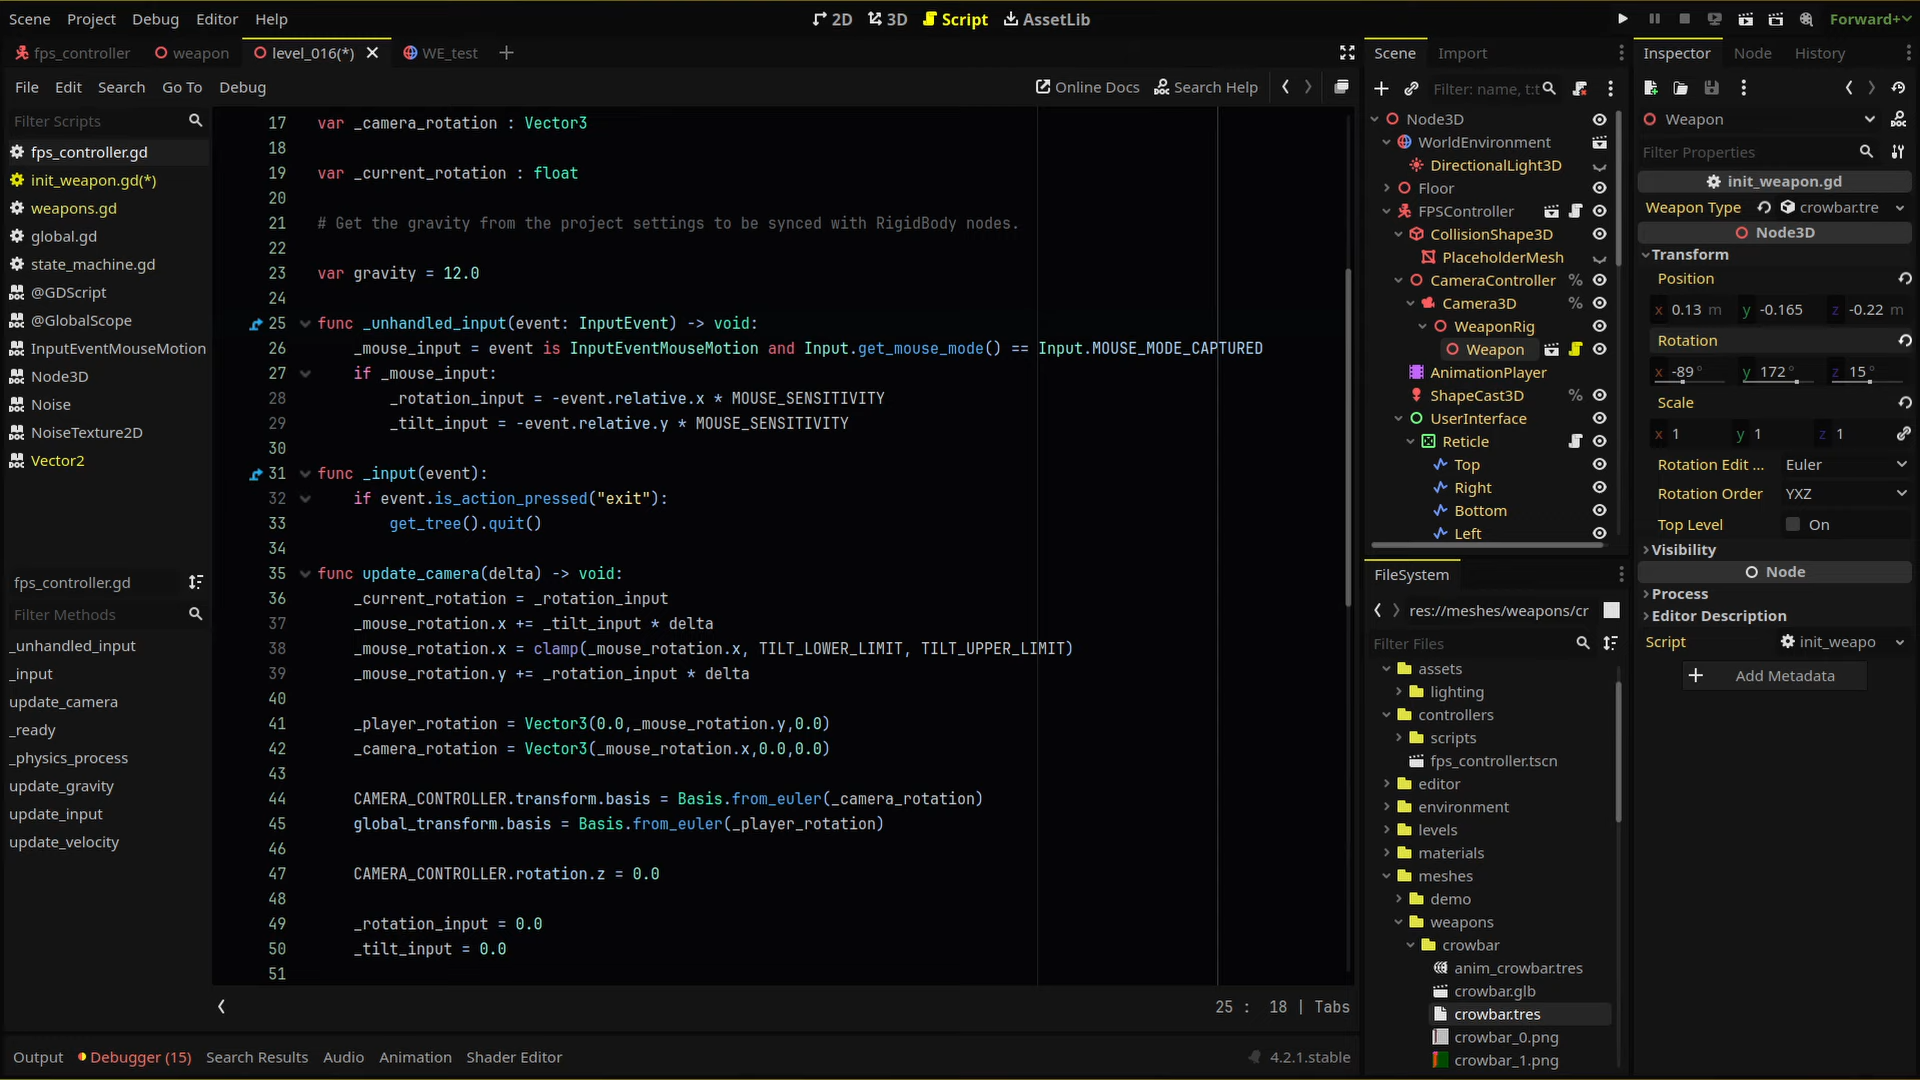 Scene Project Debug Editor Help 2D 3D Script AssetLib Forward+
fps_controller weapon level_016(*) WE_test
File Edit Search Go To Debug Online Docs Search Help
Filter Scripts
fps_controller.gd
init_weapon.gd(*)
weapons.gd
global.gd
state_machine.gd
@GDScript
@GlobalScope
InputEventMouseMotion
Node3D
Noise
NoiseTexture2D
Vector2
fps_controller.gd
Filter Methods
_unhandled_input
_input
update_camera
_ready
_physics_process
update_gravity
update_input
update_velocity
17 var _camera_rotation : Vector3
18
19 var _current_rotation : float
20
21 # Get the gravity from the project settings to be synced with RigidBody nodes.
22
23 var gravity = 12.0
24
25 func _unhandled_input(event: InputEvent) -> void:
26 _mouse_input = event is InputEventMouseMotion and Input.get_mouse_mode() == Input.MOUSE_MODE_CAPTURED
27 if _mouse_input:
28 _rotation_input = -event.relative.x * MOUSE_SENSITIVITY
29 _tilt_input = -event.relative.y * MOUSE_SENSITIVITY
30
31 func _input(event):
32 if event.is_action_pressed("exit"):
33 get_tree().quit()
34
35 func update_camera(delta) -> void:
36 _current_rotation = _rotation_input
37 _mouse_rotation.x += _tilt_input * delta
38 _mouse_rotation.x = clamp(_mouse_rotation.x, TILT_LOWER_LIMIT, TILT_UPPER_LIMIT)
39 _mouse_rotation.y += _rotation_input * delta
40
41 _player_rotation = Vector3(0.0,_mouse_rotation.y,0.0)
42 _camera_rotation = Vector3(_mouse_rotation.x,0.0,0.0)
43
44 CAMERA_CONTROLLER.transform.basis = Basis.from_euler(_camera_rotation)
45 global_transform.basis = Basis.from_euler(_player_rotation)
46
47 CAMERA_CONTROLLER.rotation.z = 0.0
48
49 _rotation_input = 0.0
50 _tilt_input = 0.0
51
25 : 18 | Tabs
Output Debugger (15) Search Results Audio Animation Shader Editor 4.2.1.stable
Scene Import
Filter: name, t:t
Node3D
WorldEnvironment
DirectionalLight3D
Floor
FPSController
CollisionShape3D
PlaceholderMesh
CameraController %
Camera3D %
WeaponRig
Weapon
AnimationPlayer
ShapeCast3D %
UserInterface
Reticle
Top
Right
Bottom
Left
FileSystem
res://meshes/weapons/cr
Filter Files
assets
lighting
controllers
scripts
fps_controller.tscn
editor
environment
levels
materials
meshes
demo
weapons
crowbar
anim_crowbar.tres
crowbar.glb
crowbar.tres
crowbar_0.png
crowbar_1.png
Inspector Node History
Weapon
Filter Properties
init_weapon.gd
Weapon Type crowbar.tre
Node3D
Transform
Position
x 0.13 m y -0.165 z -0.22 m
Rotation
x -89 ° y 172 ° z 15 °
Scale
x 1 y 1 z 1
Rotation Edit ... Euler
Rotation Order YXZ
Top Level On
Visibility
Node
Process
Editor Description
Script init_weapo
Add Metadata